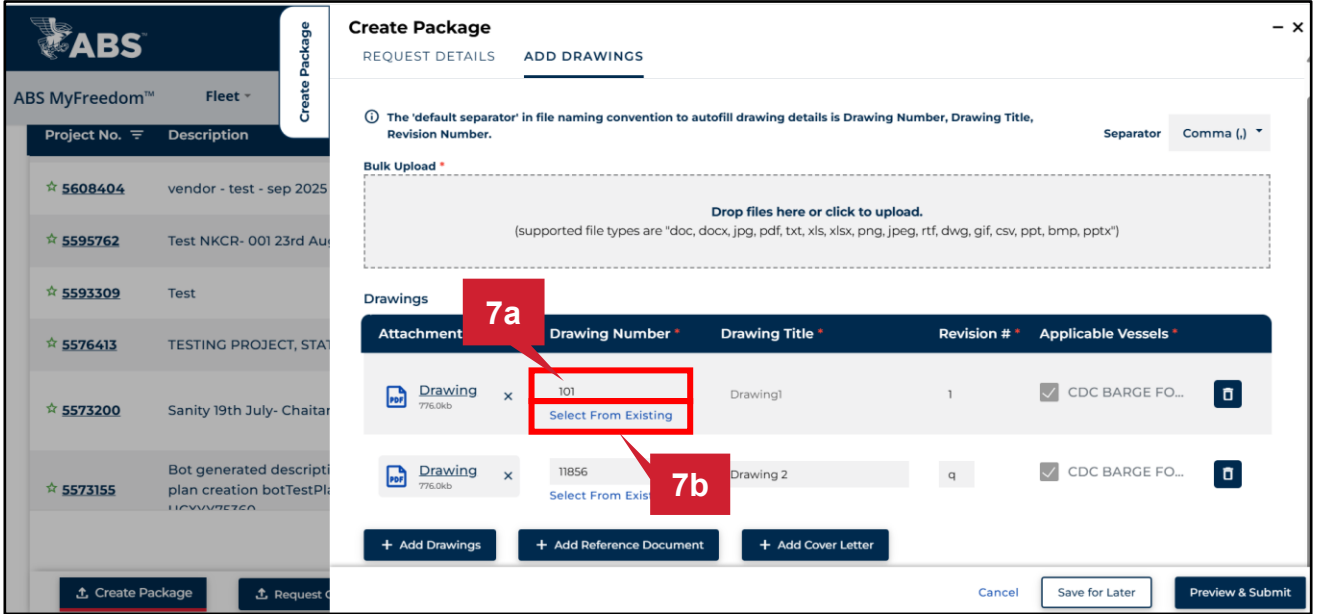 ABS™
Create Package
Create Package
REQUEST DETAILS ADD DRAWINGS
ABS MyFreedom™ Fleet
Project No. Description
☆ 5608404 vendor - test - sep 2025
☆ 5595762 Test NKCR- 001 23rd Au
☆ 5593309 Test
☆ 5576413 TESTING PROJECT, STAT
☆ 5573200 Sanity 19th July- Chaitan
Bot generated descripti
☆ 5573155 plan creation botTestPla
Create Package Request
The 'default separator' in file naming convention to autofill drawing details is Drawing Number, Drawing Title,
Revision Number.
Separator Comma (,)
Bulk Upload *
Drop files here or click to upload.
(supported file types are "doc, docx, jpg, pdf, txt, xls, xlsx, png, jpeg, rtf, dwg, gif, csv, ppt, bmp, pptx")
Drawings
7a
Attachment Drawing Number * Drawing Title * Revision # * Applicable Vessels *
PDF Drawing × 101 Drawing1 1 CDC BARGE FO...
776.0kb Select From Existing
7b
PDF Drawing × 11856 Drawing 2 q CDC BARGE FO...
776.0kb Select From Exis
+ Add Drawings + Add Reference Document + Add Cover Letter
Cancel Save for Later Preview & Submit